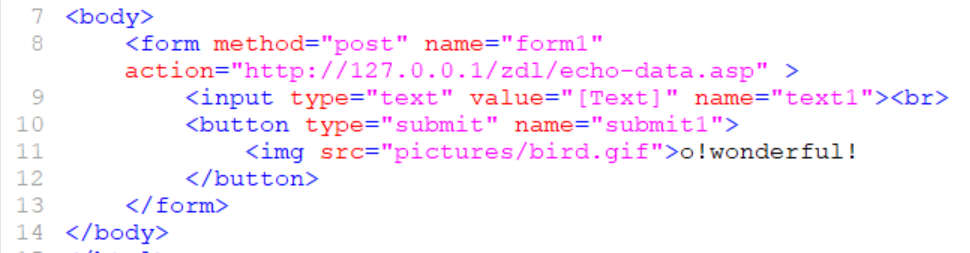 7 <body>
8 <form method="post" name="form1"
action="http://127.0.0.1/zdl/echo-data.asp" >
9 <input type="text" value="[Text]" name="text1"><br>
10 <button type="submit" name="submit1">
11 <img src="pictures/bird.gif">o!wonderful!
12 </button>
13 </form>
14 </body>